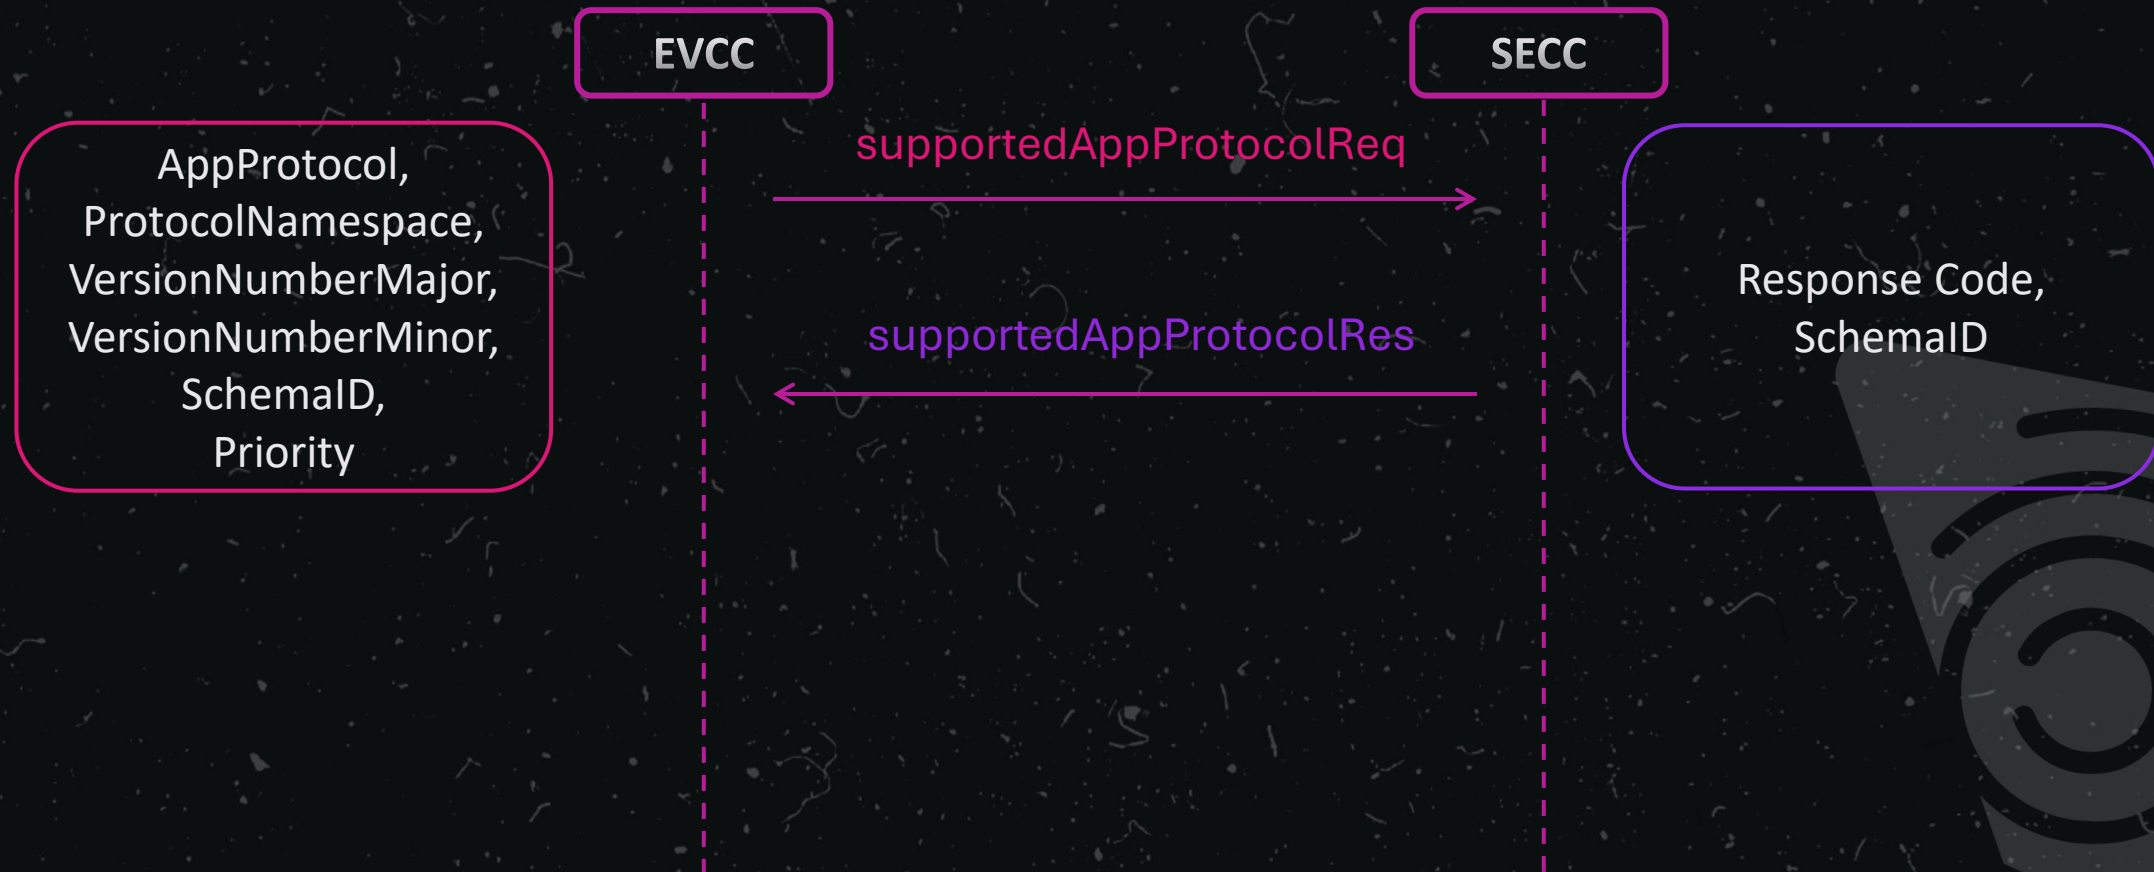 EVCC
SECC
AppProtocol,
ProtocolNamespace,
VersionNumberMajor,
VersionNumberMinor,
SchemaID,
Priority
supportedAppProtocolReq
supportedAppProtocolRes
Response Code,
SchemaID